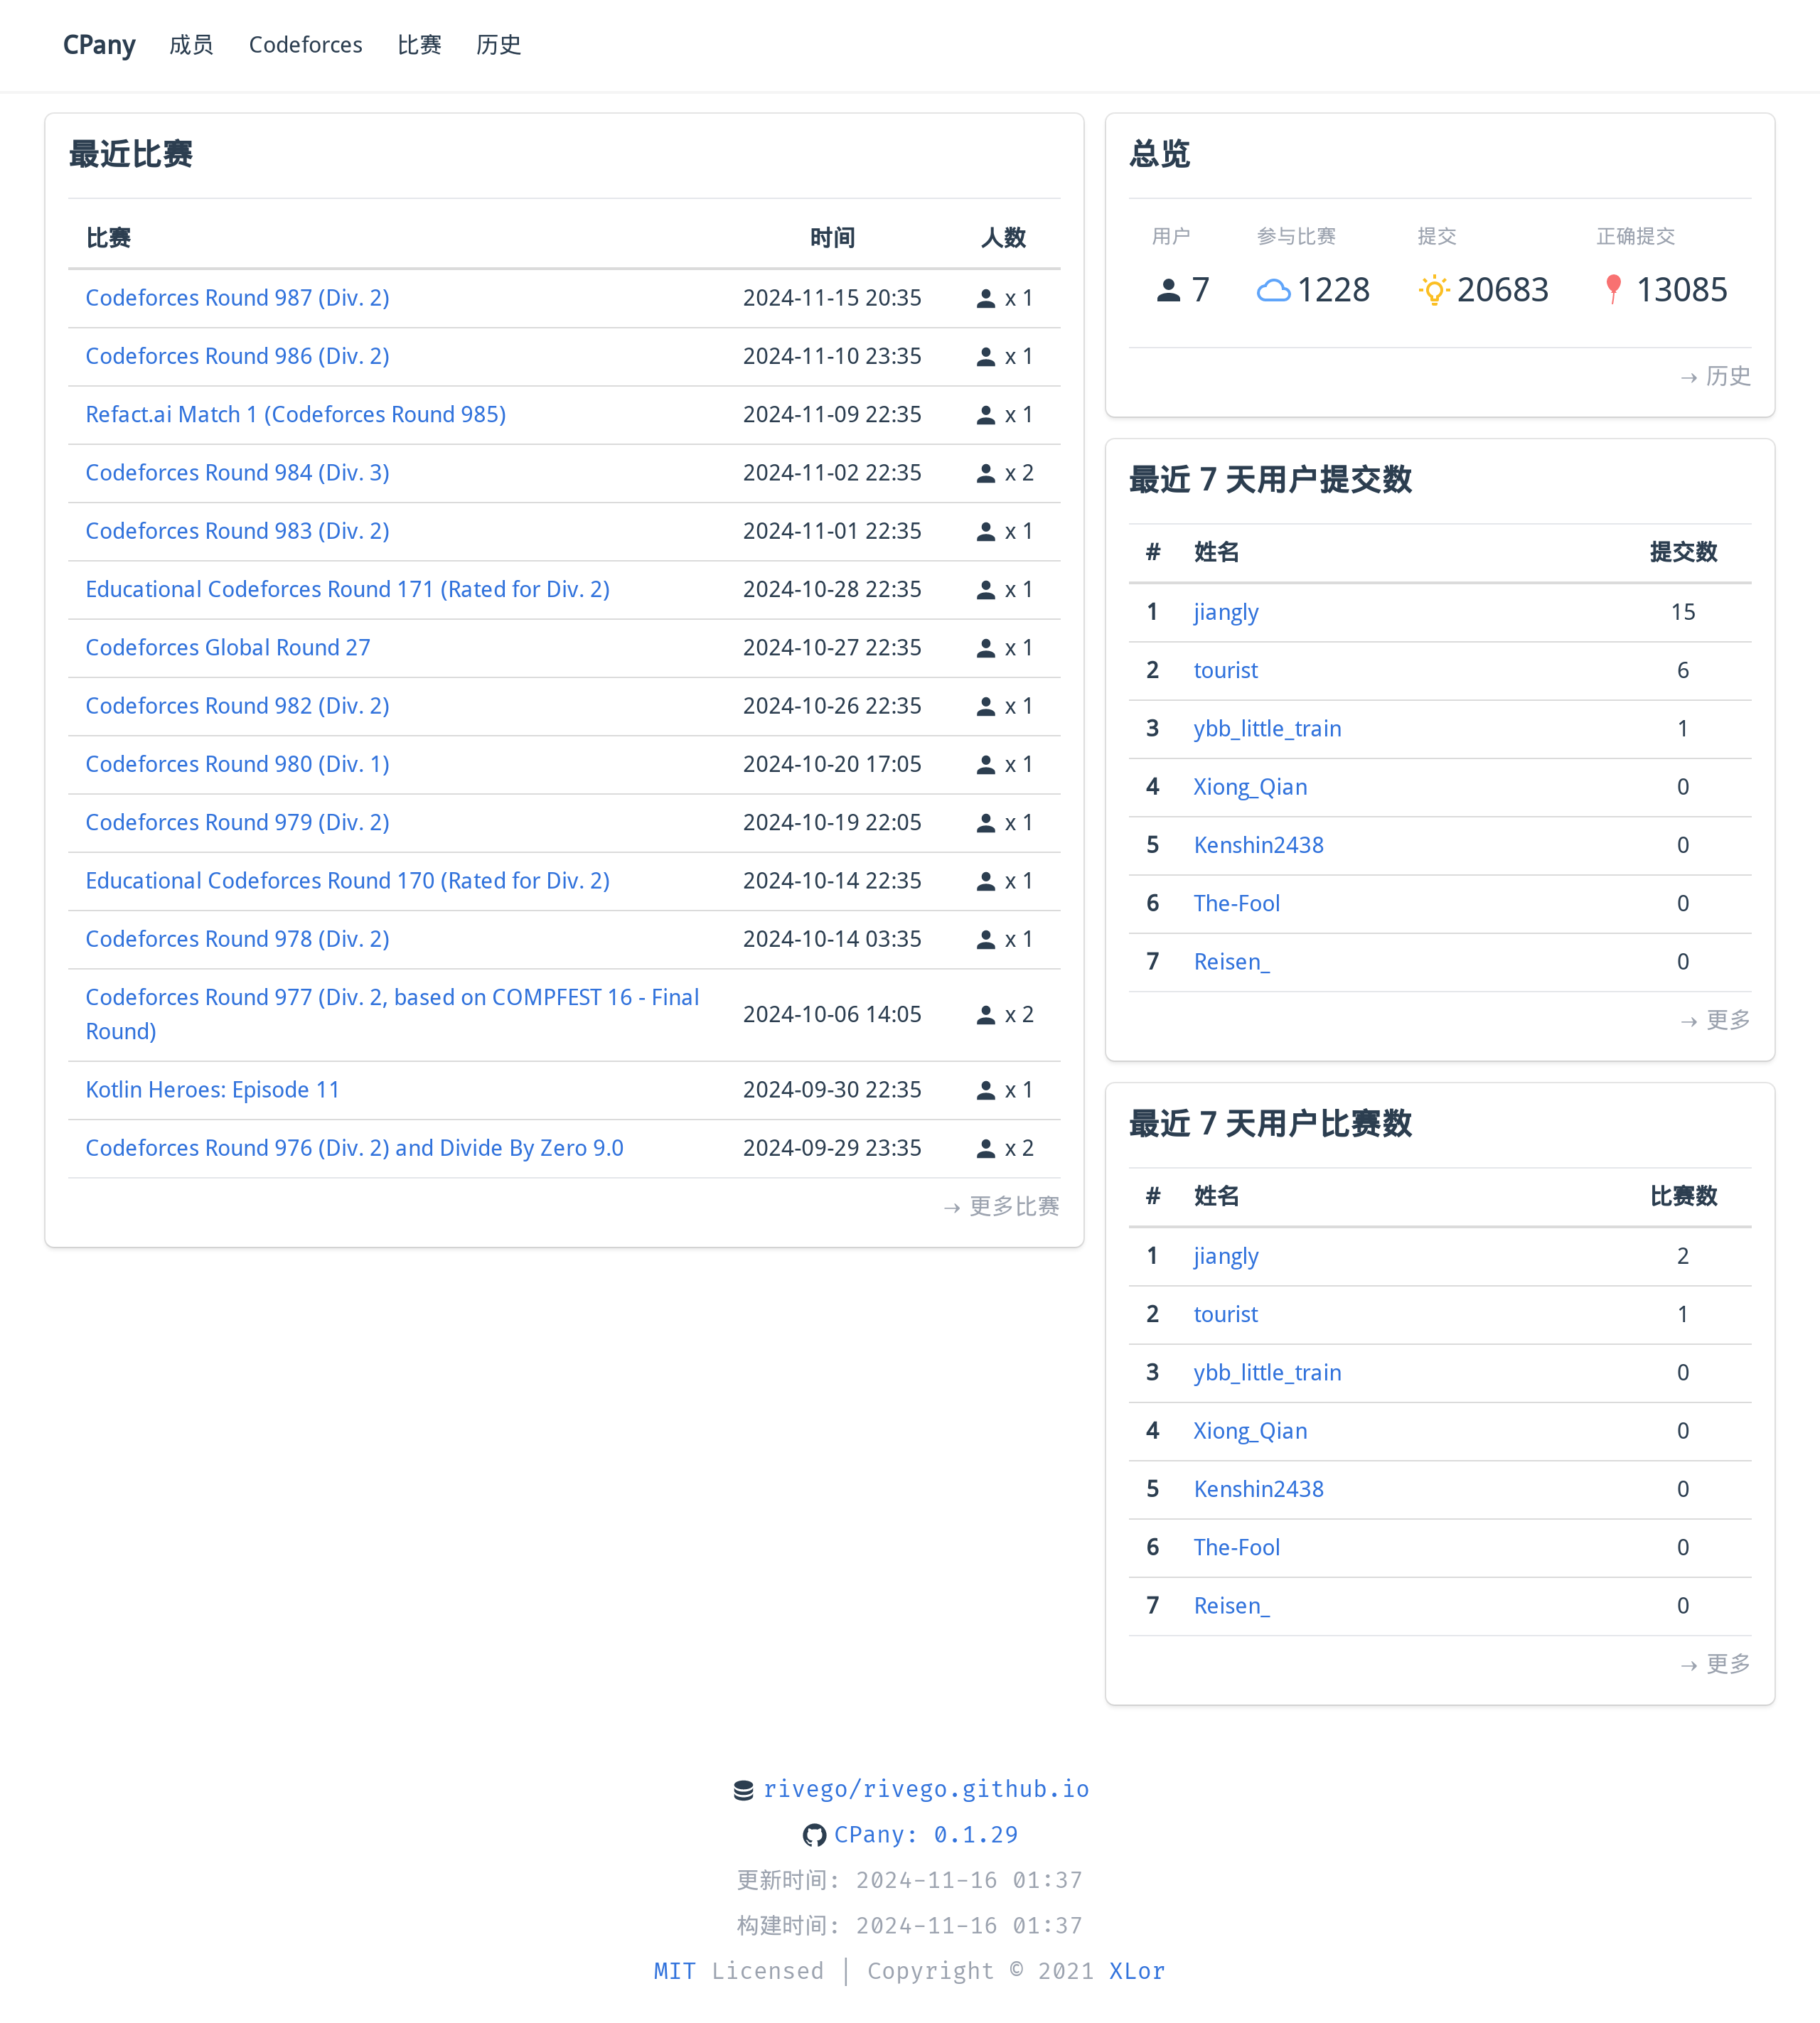 CPany 成员 Codeforces 比赛 历史
最近比赛
比赛 时间 人数
Codeforces Round 987 (Div. 2) 2024-11-15 20:35 x 1
Codeforces Round 986 (Div. 2) 2024-11-10 23:35 x 1
Refact.ai Match 1 (Codeforces Round 985) 2024-11-09 22:35 x 1
Codeforces Round 984 (Div. 3) 2024-11-02 22:35 x 2
Codeforces Round 983 (Div. 2) 2024-11-01 22:35 x 1
Educational Codeforces Round 171 (Rated for Div. 2) 2024-10-28 22:35 x 1
Codeforces Global Round 27 2024-10-27 22:35 x 1
Codeforces Round 982 (Div. 2) 2024-10-26 22:35 x 1
Codeforces Round 980 (Div. 1) 2024-10-20 17:05 x 1
Codeforces Round 979 (Div. 2) 2024-10-19 22:05 x 1
Educational Codeforces Round 170 (Rated for Div. 2) 2024-10-14 22:35 x 1
Codeforces Round 978 (Div. 2) 2024-10-14 03:35 x 1
Codeforces Round 977 (Div. 2, based on COMPFEST 16 - Final
Round) 2024-10-06 14:05 x 2
Kotlin Heroes: Episode 11 2024-09-30 22:35 x 1
Codeforces Round 976 (Div. 2) and Divide By Zero 9.0 2024-09-29 23:35 x 2
→ 更多比赛
总览
用户 参与比赛 提交 正确提交
7 1228 20683 13085
→ 历史
最近 7 天用户提交数
# 姓名 提交数
1 jiangly 15
2 tourist 6
3 ybb_little_train 1
4 Xiong_Qian 0
5 Kenshin2438 0
6 The-Fool 0
7 Reisen_ 0
→ 更多
最近 7 天用户比赛数
# 姓名 比赛数
1 jiangly 2
2 tourist 1
3 ybb_little_train 0
4 Xiong_Qian 0
5 Kenshin2438 0
6 The-Fool 0
7 Reisen_ 0
→ 更多
rivego/rivego.github.io
CPany: 0.1.29
更新时间: 2024-11-16 01:37
构建时间: 2024-11-16 01:37
MIT Licensed | Copyright © 2021 XLor